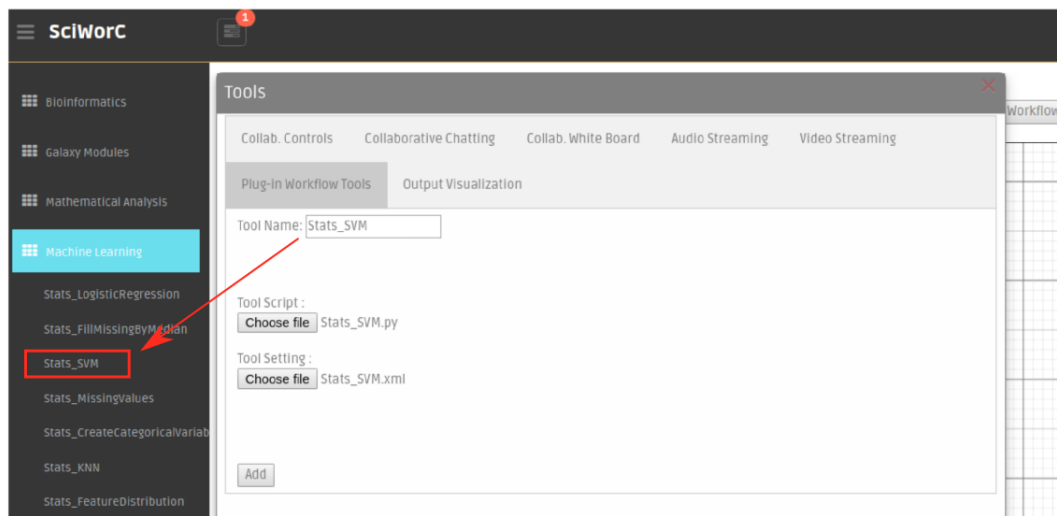 SciWorC
1
Bioinformatics
Galaxy Modules
Mathematical Analysis
Machine Learning
Stats_LogisticRegression
Stats_FillMissingByMedian
Stats_SVM
Stats_MissingValues
Stats_CreateCategoricalVariab
Stats_KNN
Stats_FeatureDistribution
Tools
Collab. Controls Collaborative Chatting Collab. White Board Audio Streaming Video Streaming
Plug-in Workflow Tools Output Visualization
Tool Name: Stats_SVM
Tool Script :
Choose file Stats_SVM.py
Tool Setting :
Choose file Stats_SVM.xml
Add
Workflow